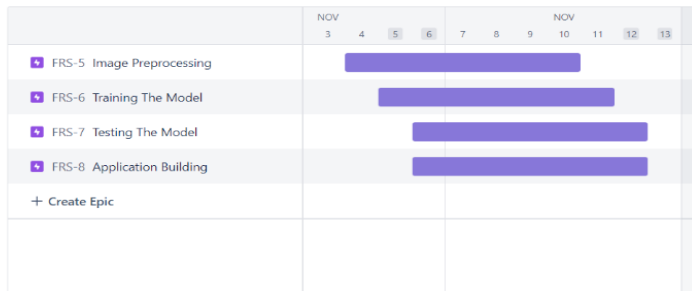 NOV NOV
3 4 5 6 7 8 9 10 11 12 13
FRS-5 Image Preprocessing
FRS-6 Training The Model
FRS-7 Testing The Model
FRS-8 Application Building
+ Create Epic